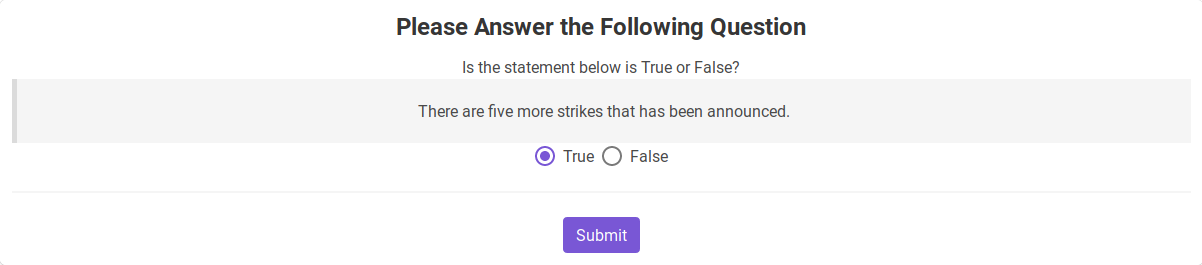 Please Answer the Following Question
Is the statement below is True or False?
There are five more strikes that has been announced.
True False
Submit